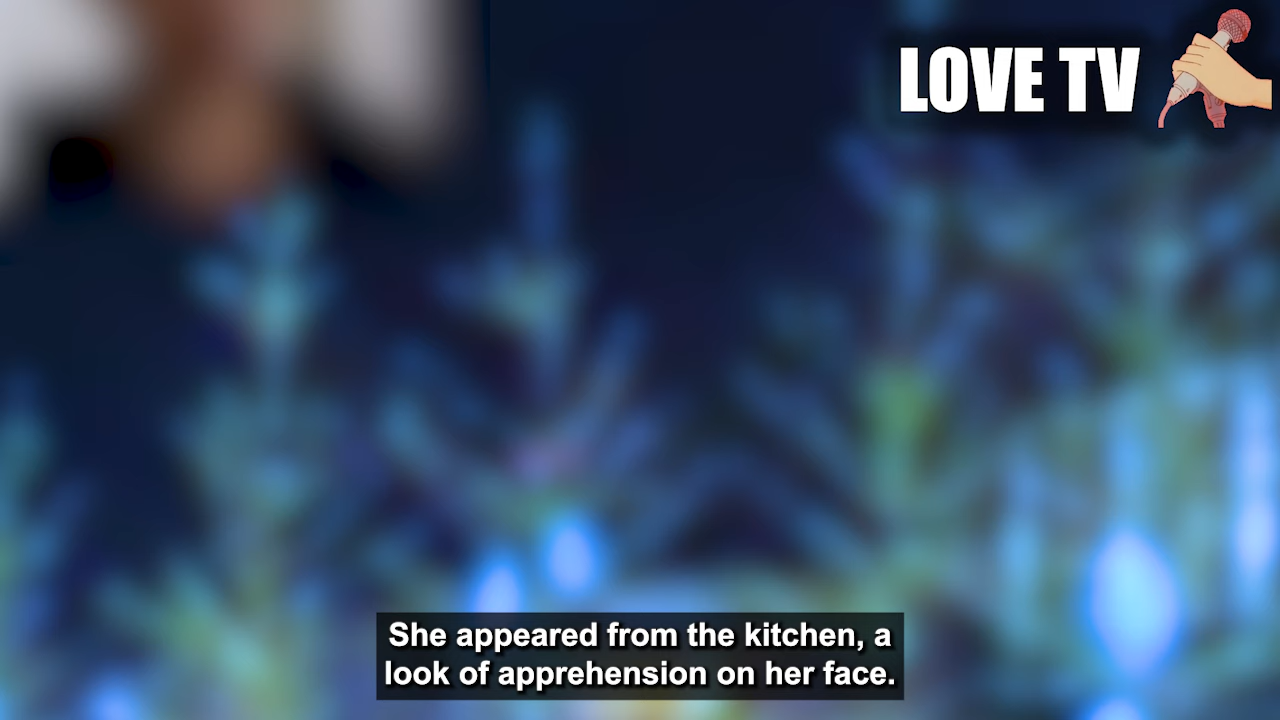 LOVE TV
She appeared from the kitchen, a
look of apprehension on her face.